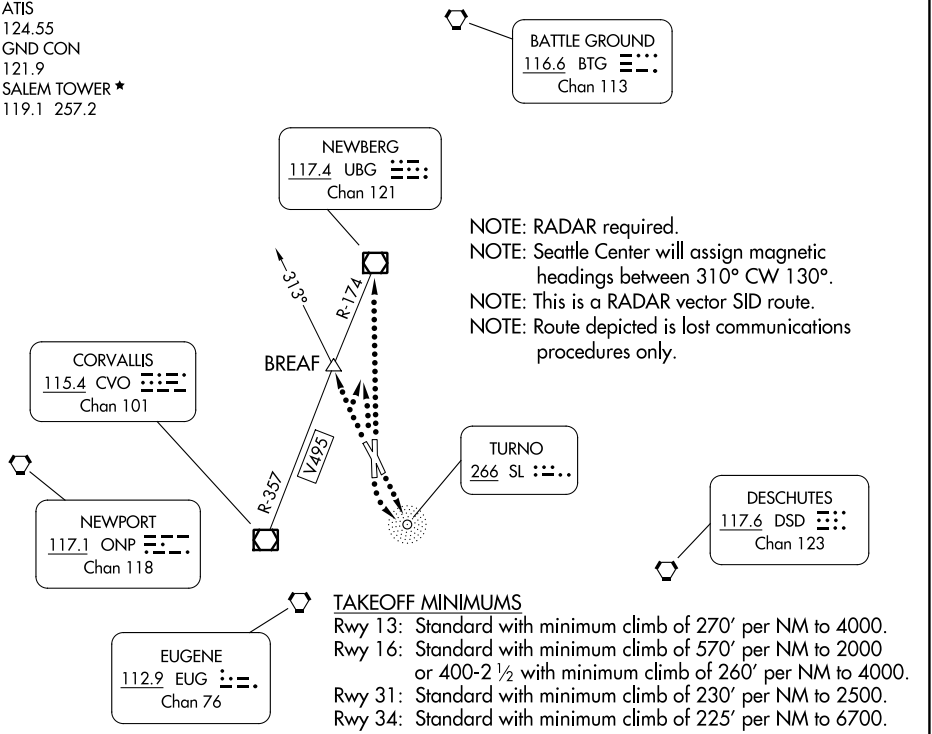 ATIS
124.55
GND CON
121.9
SALEM TOWER ★
119.1 257.2
BATTLE GROUND
116.6 BTG
Chan 113
NEWBERG
117.4 UBG
Chan 121
NOTE: RADAR required.
NOTE: Seattle Center will assign magnetic
headings between 310° CW 130°.
NOTE: This is a RADAR vector SID route.
NOTE: Route depicted is lost communications
procedures only.
313°
R-174
BREAF
CORVALLIS
115.4 CVO
Chan 101
V495
R-357
TURNO
266 SL
NEWPORT
117.1 ONP
Chan 118
DESCHUTES
117.6 DSD
Chan 123
EUGENE
112.9 EUG
Chan 76
TAKEOFF MINIMUMS
Rwy 13: Standard with minimum climb of 270' per NM to 4000.
Rwy 16: Standard with minimum climb of 570' per NM to 2000
or 400-2 ½ with minimum climb of 260' per NM to 4000.
Rwy 31: Standard with minimum climb of 230' per NM to 2500.
Rwy 34: Standard with minimum climb of 225' per NM to 6700.